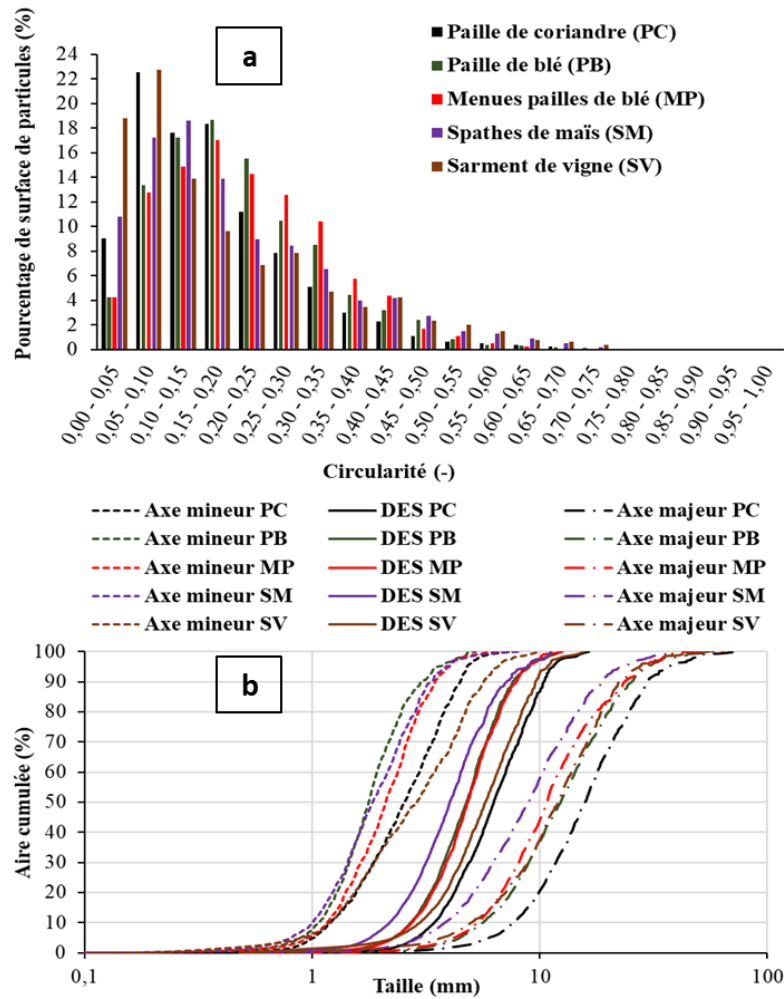 a
Paille de coriandre (PC)
Paille de blé (PB)
Menues pailles de blé (MP)
Spathes de maïs (SM)
Sarment de vigne (SV)
Pourcentage de surface de particules (%)
24
22
20
18
16
14
12
10
8
6
4
2
0
0,00 - 0,05
0,05 - 0,10
0,10 - 0,15
0,15 - 0,20
0,20 - 0,25
0,25 - 0,30
0,30 - 0,35
0,35 - 0,40
0,40 - 0,45
0,45 - 0,50
0,50 - 0,55
0,55 - 0,60
0,60 - 0,65
0,65 - 0,70
0,70 - 0,75
0,75 - 0,80
0,80 - 0,85
0,85 - 0,90
0,90 - 0,95
0,95 - 1,00
Circularité (-)
Axe mineur PC DES PC Axe majeur PC
Axe mineur PB DES PB Axe majeur PB
Axe mineur MP DES MP Axe majeur MP
Axe mineur SM DES SM Axe majeur SM
Axe mineur SV DES SV Axe majeur SV
b
Aire cumulée (%)
100
90
80
70
60
50
40
30
20
10
0
0,1 1 10 100
Taille (mm)